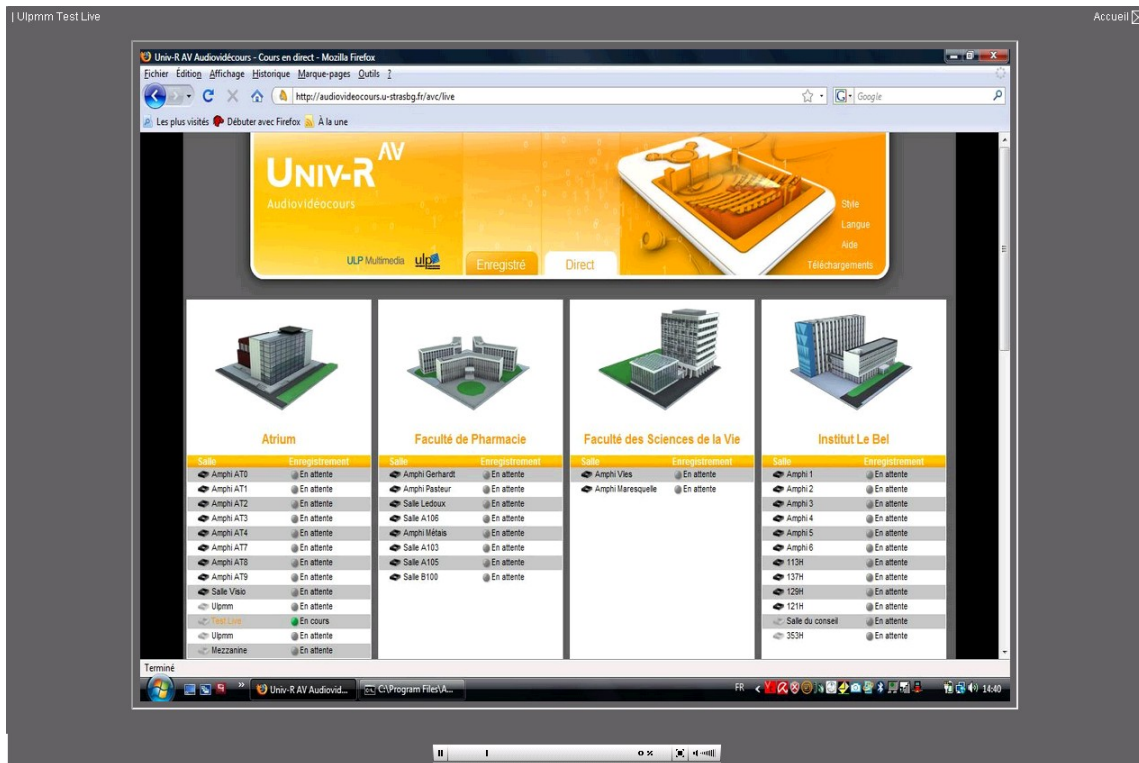 | Ulpmm Test Live
Accueil
Univ-R AV Audiovidécours - Cours en direct - Mozilla Firefox
Fichier Édition Affichage Historique Marque-pages Outils ?
http://audiovideocours.u-strasbg.fr/avc/live
G Google
Les plus visités Débuter avec Firefox À la une
UNIV-R AV
Audiovidéocours
Style
Langue
Aide
Téléchargements
ULP Multimedia ulp Enregistré Direct
Atrium
Salle Enregistrement
Amphi AT0 En attente
Amphi AT1 En attente
Amphi AT2 En attente
Amphi AT3 En attente
Amphi AT4 En attente
Amphi AT7 En attente
Amphi AT8 En attente
Amphi AT9 En attente
Salle Visio En attente
Ulpmm En attente
Test Live En cours
Ulpmm En attente
Mezzanine En attente
Faculté de Pharmacie
Salle Enregistrement
Amphi Gerhardt En attente
Amphi Pasteur En attente
Salle Ledoux En attente
Salle A106 En attente
Amphi Métais En attente
Salle A103 En attente
Salle A105 En attente
Salle B100 En attente
Faculté des Sciences de la Vie
Salle Enregistrement
Amphi Vles En attente
Amphi Maresquelle En attente
Institut Le Bel
Salle Enregistrement
Amphi 1 En attente
Amphi 2 En attente
Amphi 3 En attente
Amphi 4 En attente
Amphi 5 En attente
Amphi 6 En attente
113H En attente
137H En attente
129H En attente
121H En attente
Salle du conseil En attente
353H En attente
Terminé
Univ-R AV Audiovid... C:\Program Files\A... FR 14:40
0 %